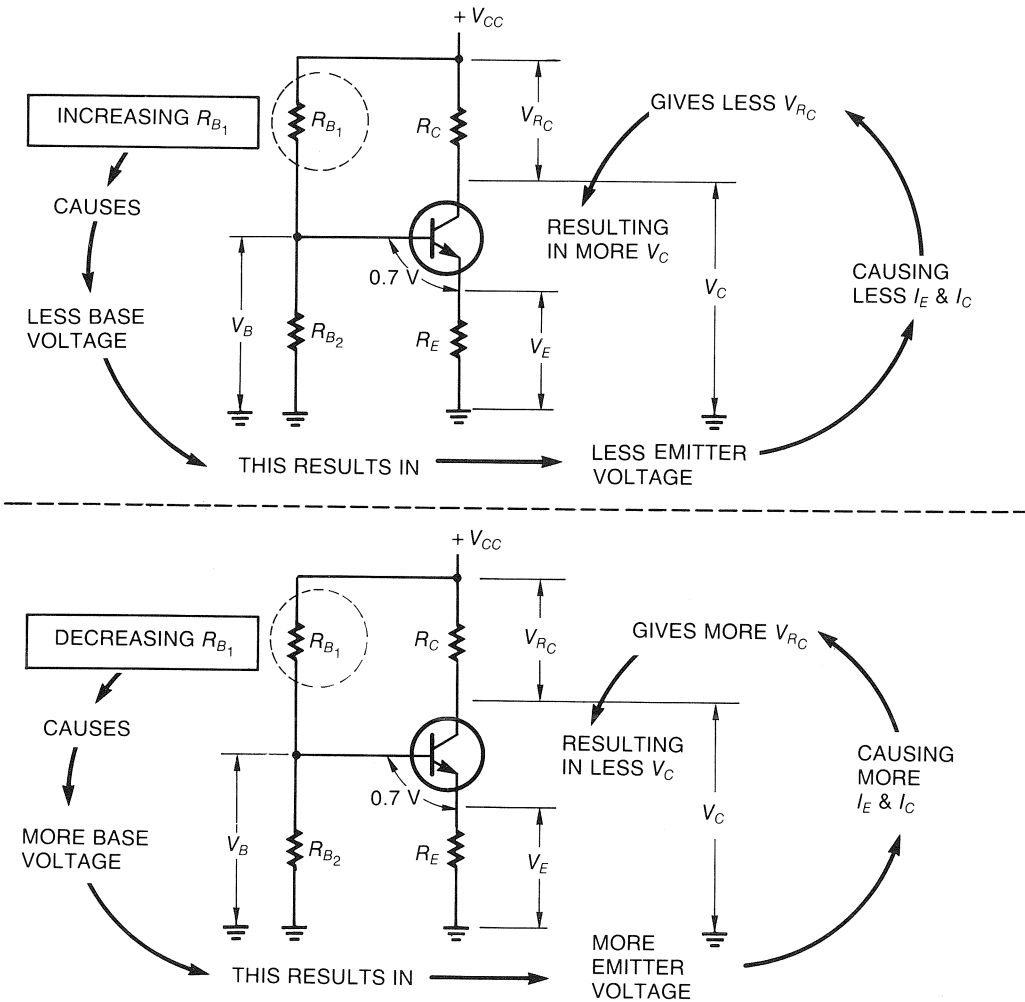 + V_CC
INCREASING R_B1
R_B1
R_C
V_RC
GIVES LESS V_RC
CAUSES
RESULTING
IN MORE V_C
0.7 V
CAUSING
LESS I_E & I_C
V_C
LESS BASE
VOLTAGE
V_B
R_B2
R_E
V_E
THIS RESULTS IN
LESS EMITTER
VOLTAGE
+ V_CC
DECREASING R_B1
R_B1
R_C
V_RC
GIVES MORE V_RC
CAUSES
RESULTING
IN LESS V_C
0.7 V
CAUSING
MORE
I_E & I_C
V_C
MORE BASE
VOLTAGE
V_B
R_B2
R_E
V_E
THIS RESULTS IN
MORE
EMITTER
VOLTAGE